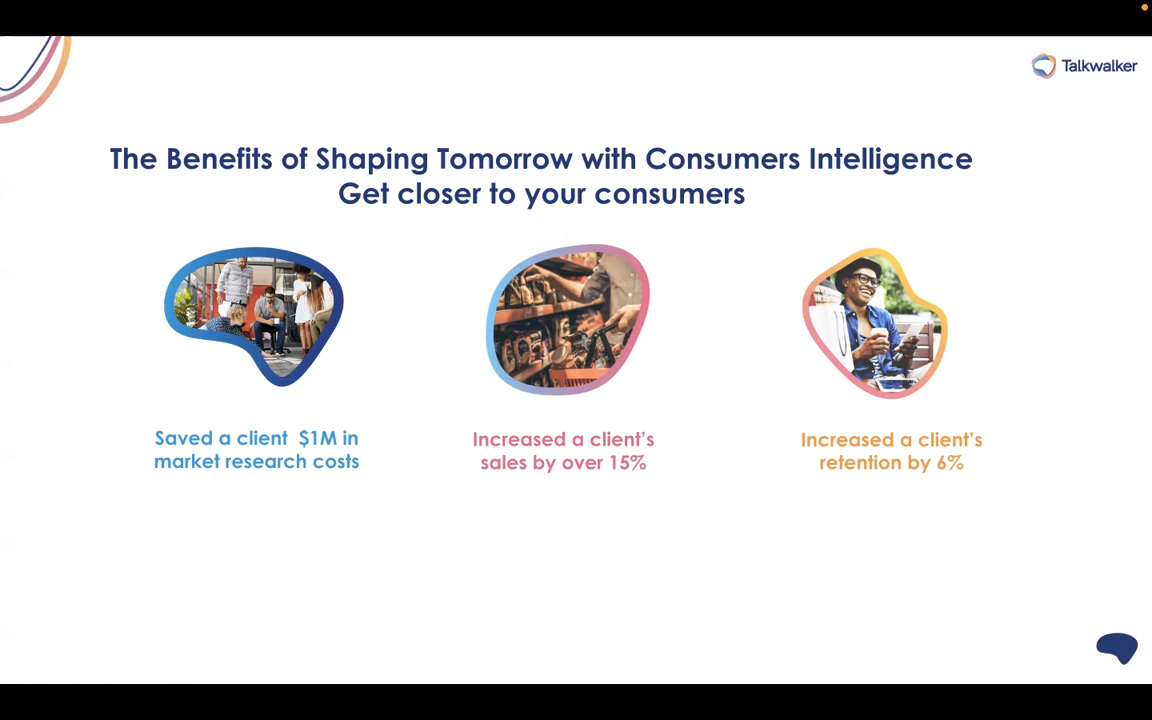 Talkwalker
The Benefits of Shaping Tomorrow with Consumers Intelligence
Get closer to your consumers
Saved a client $1M in
market research costs
Increased a client's
sales by over 15%
Increased a client's
retention by 6%